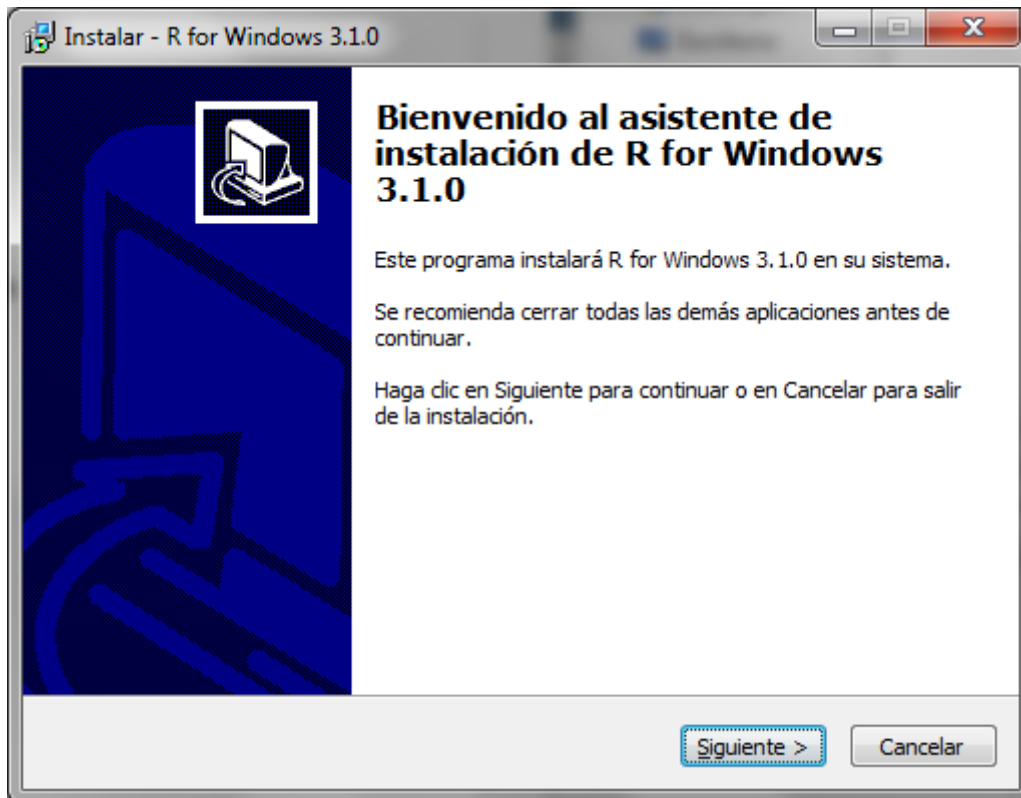 Instalar - R for Windows 3.1.0
Bienvenido al asistente de
instalación de R for Windows
3.1.0
Este programa instalará R for Windows 3.1.0 en su sistema.
Se recomienda cerrar todas las demás aplicaciones antes de
continuar.
Haga clic en Siguiente para continuar o en Cancelar para salir
de la instalación.
Siguiente >
Cancelar